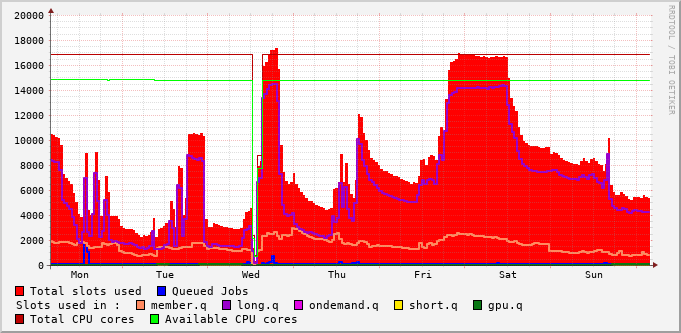 RRDTOOL / TOBI OETIKER
20000
18000
16000
14000
12000
10000
8000
6000
4000
2000
0
Mon Tue Wed Thu Fri Sat Sun
Total slots used Queued Jobs
Slots used in : member.q long.q ondemand.q short.q gpu.q
Total CPU cores Available CPU cores